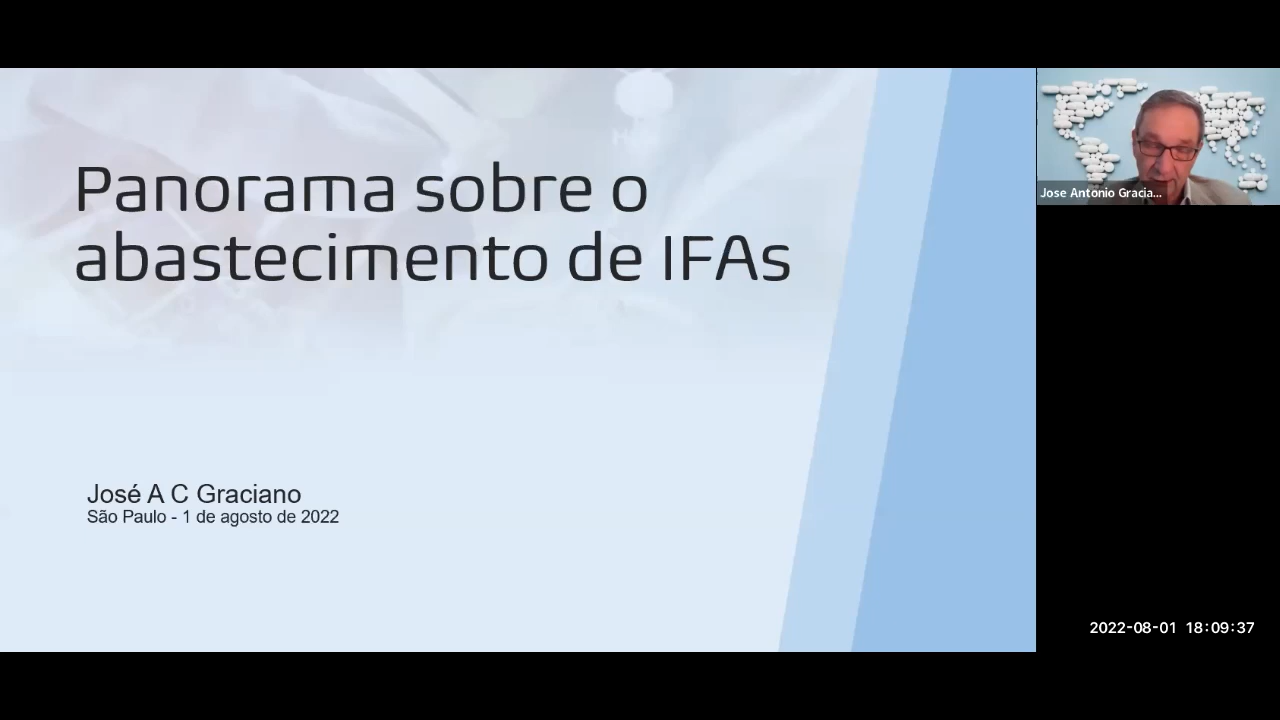 Panorama sobre o
abastecimento de IFAs
José A C Graciano
São Paulo - 1 de agosto de 2022
Jose Antonio Gracia...
2022-08-01 18:09:37